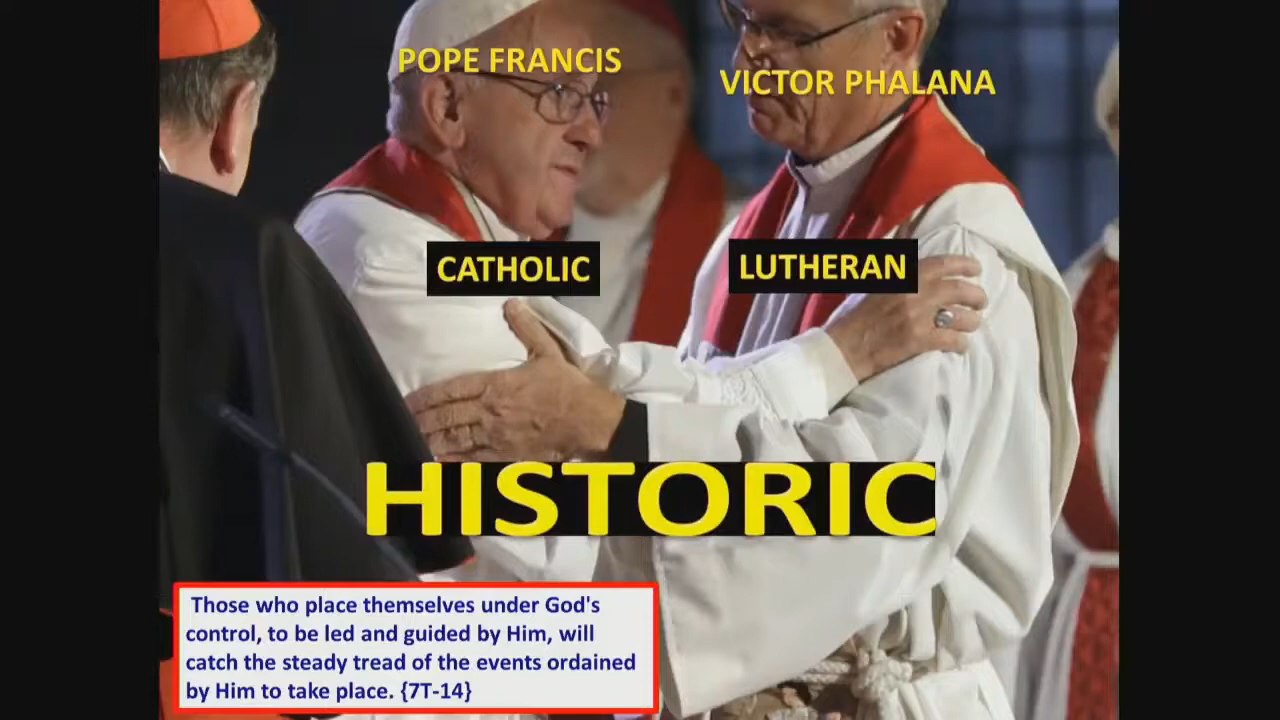 POPE FRANCIS
VICTOR PHALANA
CATHOLIC
LUTHERAN
HISTORIC
Those who place themselves under God's
control, to be led and guided by Him, will
catch the steady tread of the events ordained
by Him to take place. {7T-14}